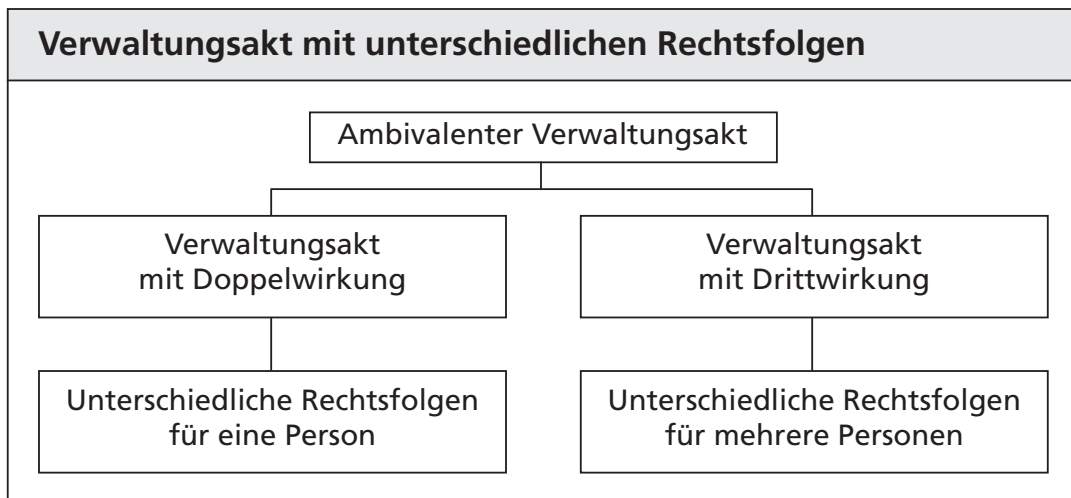 Verwaltungsakt mit unterschiedlichen Rechtsfolgen
Ambivalenter Verwaltungsakt
Verwaltungsakt
mit Doppelwirkung
Verwaltungsakt
mit Drittwirkung
Unterschiedliche Rechtsfolgen
für eine Person
Unterschiedliche Rechtsfolgen
für mehrere Personen